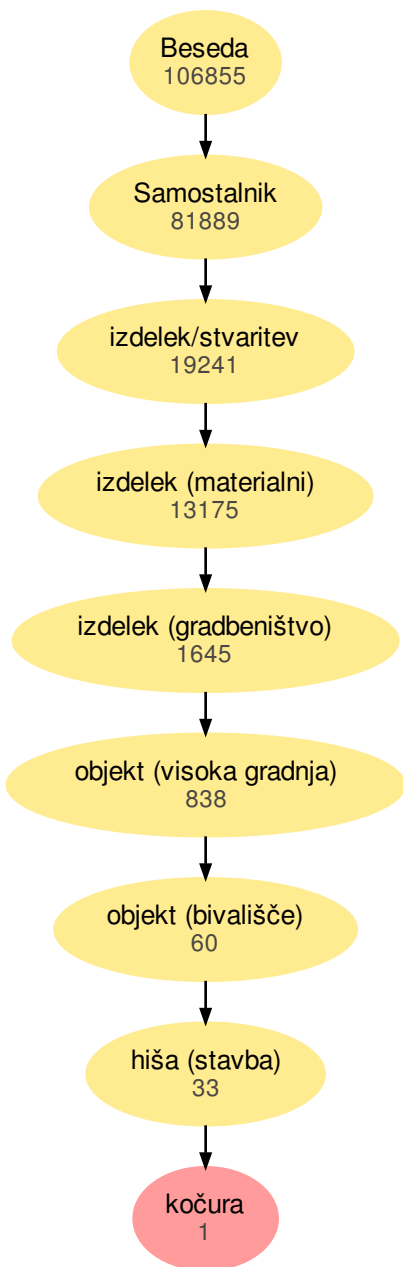 Beseda
106855
Samostalnik
81889
izdelek/stvaritev
19241
izdelek (materialni)
13175
izdelek (gradbeništvo)
1645
objekt (visoka gradnja)
838
objekt (bivališče)
60
hiša (stavba)
33
kočura
1